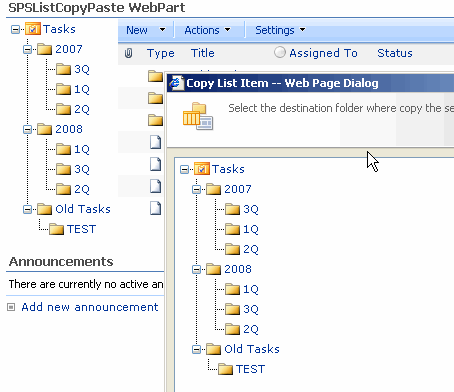 SPSListCopyPaste WebPart
Tasks
2007
3Q
1Q
2Q
2008
1Q
3Q
2Q
Old Tasks
TEST
New Actions Settings
Type Title Assigned To Status
Announcements
There are currently no active an
Add new announcement
Copy List Item -- Web Page Dialog
Select the destination folder where copy the se
Tasks
2007
3Q
1Q
2Q
2008
1Q
3Q
2Q
Old Tasks
TEST